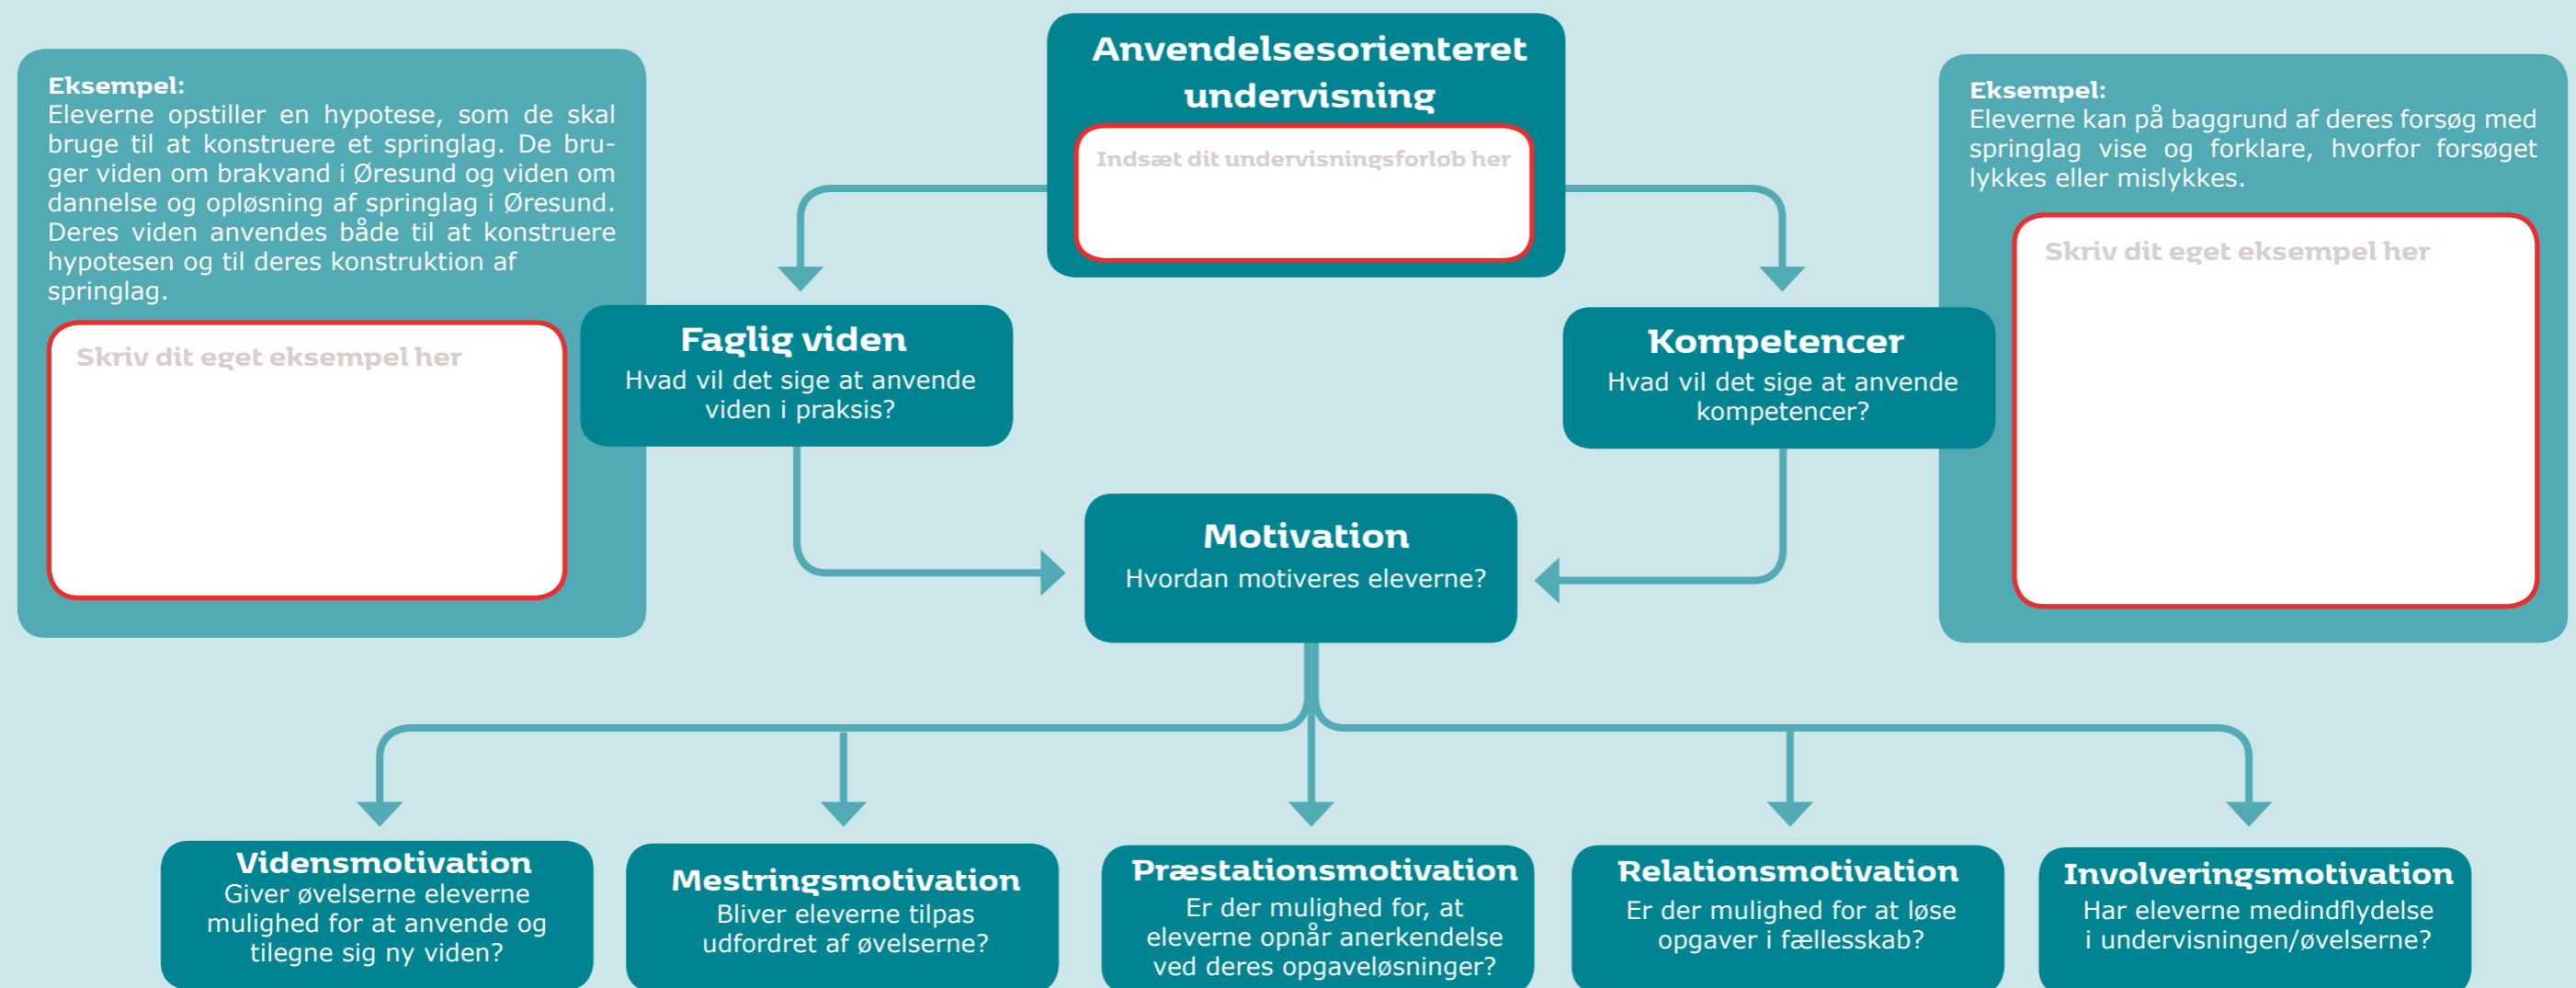 Anvendelsesorienteret
undervisning
Indsæt dit undervisningsforløb her
Eksempel:
Eleverne opstiller en hypotese, som de skal
bruge til at konstruere et springlag. De bru-
ger viden om brakvand i Øresund og viden om
dannelse og opløsning af springlag i Øresund.
Deres viden anvendes både til at konstruere
hypotesen og til deres konstruktion af
springlag.
Skriv dit eget eksempel her
Faglig viden
Hvad vil det sige at anvende
viden i praksis?
Eksempel:
Eleverne kan på baggrund af deres forsøg med
springlag vise og forklare, hvorfor forsøget
lykkes eller mislykkes.
Skriv dit eget eksempel her
Kompetencer
Hvad vil det sige at anvende
kompetencer?
Motivation
Hvordan motiveres eleverne?
Vidensmotivation
Giver øvelserne eleverne
mulighed for at anvende og
tilegne sig ny viden?
Mestringsmotivation
Bliver eleverne tilpas
udfordret af øvelserne?
Præstationsmotivation
Er der mulighed for, at
eleverne opnår anerkendelse
ved deres opgaveløsninger?
Relationsmotivation
Er der mulighed for at løse
opgaver i fællesskab?
Involveringsmotivation
Har eleverne medindflydelse
i undervisningen/øvelserne?